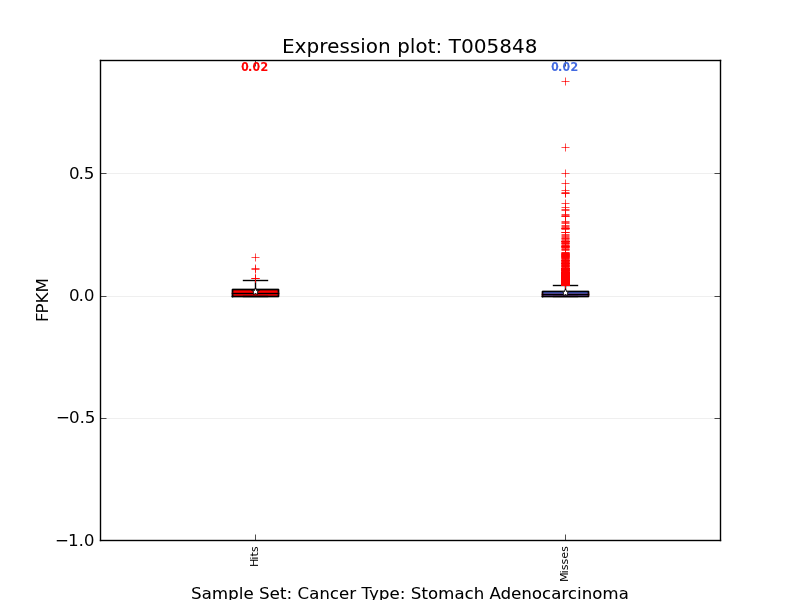 Expression plot: T005848
0.02
0.02
0.5
0.0
−0.5
−1.0
FPKM
Hits
Misses
Sample Set: Cancer Type: Stomach Adenocarcinoma